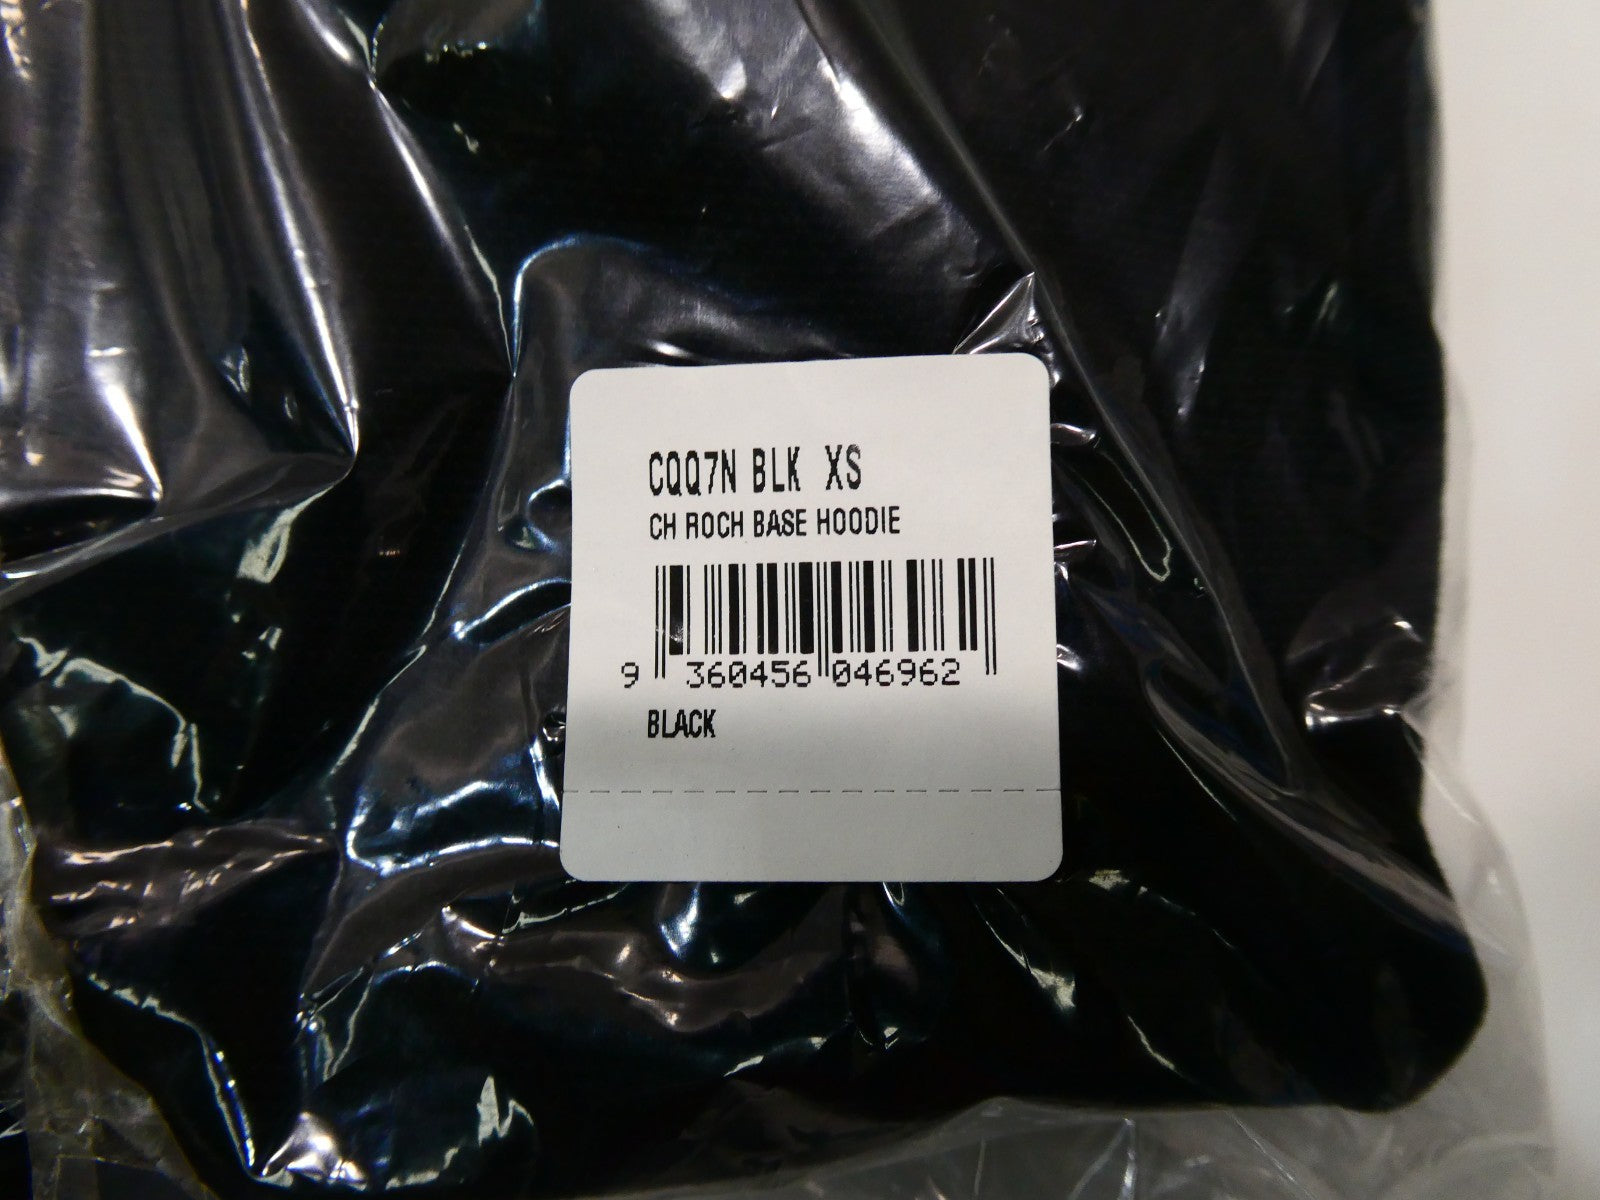 CQQ7N BLK XS
CH ROCH BASE HOODIE
9 360456 046962
BLACK